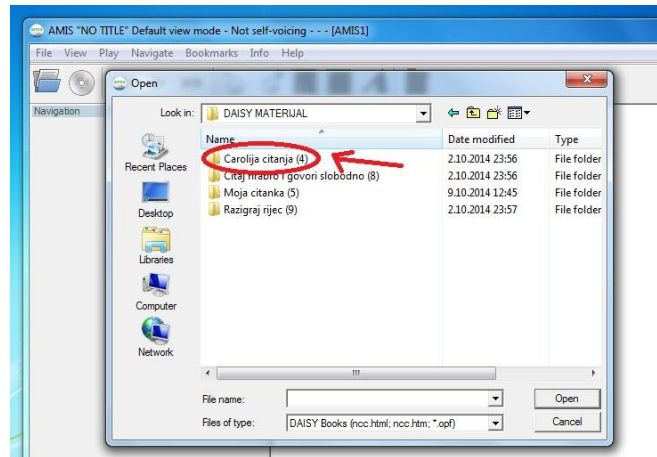 AMIS "NO TITLE" Default view mode - Not self-voicing - - - [AMIS1]
File View Play Navigate Bookmarks Info Help
Open
Navigation
Look in: DAISY MATERIJAL
Name Date modified Type
Carolija citanja (4) 2.10.2014 23:56 File folder
Citaj hrabro i govori slobodno (8) 2.10.2014 23:56 File folder
Moja citanka (5) 9.10.2014 12:45 File folder
Razigraj rijec (9) 2.10.2014 23:57 File folder
Recent Places
Desktop
Libraries
Computer
Network
File name: Open
Files of type: DAISY Books (ncc.html; ncc.htm; *.opf) Cancel